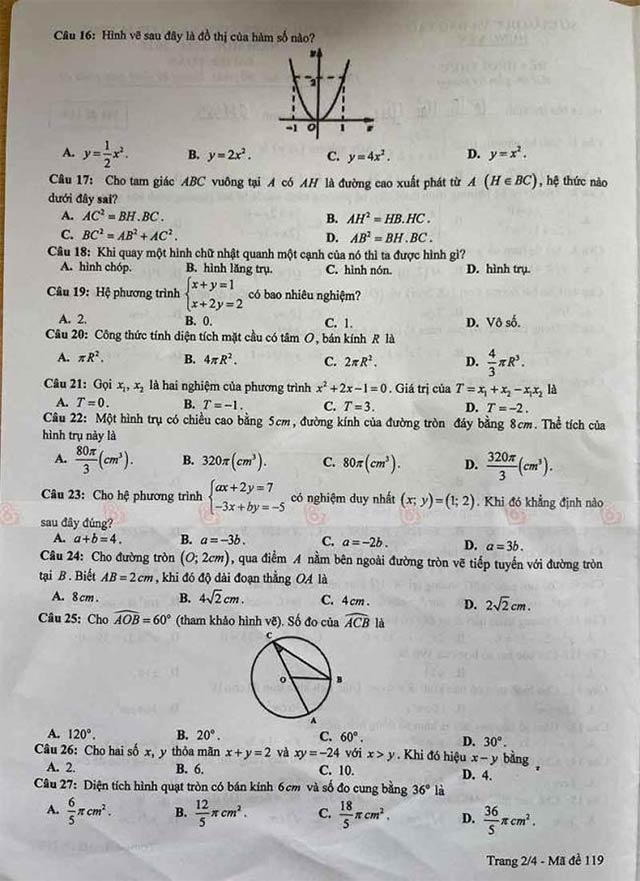 Câu 16: Hình vẽ sau đây là đồ thị của hàm số nào?
2
-1 O 1 x
A. y = 1/2 x². B. y = 2x². C. y = 4x². D. y = x².
Câu 17: Cho tam giác ABC vuông tại A có AH là đường cao xuất phát từ A (H ∈ BC), hệ thức nào
dưới đây sai?
A. AC² = BH.BC. B. AH² = HB.HC.
C. BC² = AB² + AC². D. AB² = BH.BC.
Câu 18: Khi quay một hình chữ nhật quanh một cạnh của nó thì ta được hình gì?
A. hình chóp. B. hình lăng trụ. C. hình nón. D. hình trụ.
Câu 19: Hệ phương trình { x + y = 1 ; x + 2y = 2 có bao nhiêu nghiệm?
A. 2. B. 0. C. 1. D. Vô số.
Câu 20: Công thức tính diện tích mặt cầu có tâm O, bán kính R là
A. πR². B. 4πR². C. 2πR². D. 4/3 πR³.
Câu 21: Gọi x₁, x₂ là hai nghiệm của phương trình x² + 2x − 1 = 0. Giá trị của T = x₁ + x₂ − x₁x₂ là
A. T = 0. B. T = −1. C. T = 3. D. T = −2.
Câu 22: Một hình trụ có chiều cao bằng 5cm, đường kính của đường tròn đáy bằng 8cm. Thể tích của
hình trụ này là
A. 80π/3 (cm³). B. 320π(cm³). C. 80π(cm³). D. 320π/3 (cm³).
Câu 23: Cho hệ phương trình { ax + 2y = 7 ; −3x + by = −5 có nghiệm duy nhất (x; y) = (1; 2). Khi đó khẳng định nào
sau đây đúng?
A. a + b = 4. B. a = −3b. C. a = −2b. D. a = 3b.
Câu 24: Cho đường tròn (O; 2cm), qua điểm A nằm bên ngoài đường tròn vẽ tiếp tuyến với đường tròn
tại B. Biết AB = 2cm, khi đó độ dài đoạn thẳng OA là
A. 8cm. B. 4√2 cm. C. 4cm. D. 2√2 cm.
Câu 25: Cho AOB = 60° (tham khảo hình vẽ). Số đo của ACB là
C
O B
A
A. 120°. B. 20°. C. 60°. D. 30°.
Câu 26: Cho hai số x, y thỏa mãn x + y = 2 và xy = −24 với x > y. Khi đó hiệu x − y bằng
A. 2. B. 6. C. 10. D. 4.
Câu 27: Diện tích hình quạt tròn có bán kính 6cm và số đo cung bằng 36° là
A. 6/5 π cm². B. 12/5 π cm². C. 18/5 π cm². D. 36/5 π cm².
Trang 2/4 - Mã đề 119